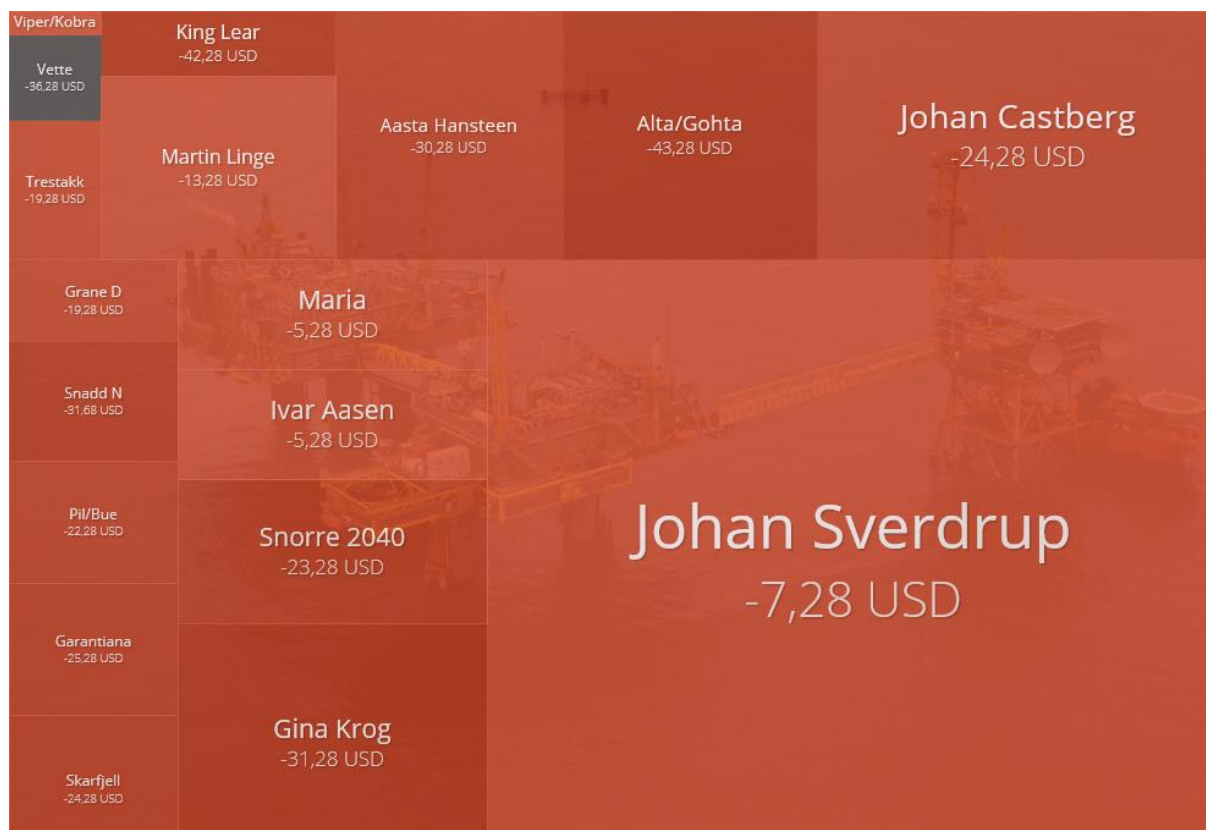 Viper/Kobra
Vette
-36,28 USD
Trestakk
-19,28 USD
King Lear
-42,28 USD
Martin Linge
-13,28 USD
Aasta Hansteen
-30,28 USD
Alta/Gohta
-43,28 USD
Johan Castberg
-24,28 USD
Grane D
-19,28 USD
Snadd N
-31,68 USD
Pil/Bue
-22,28 USD
Garantiana
-25,28 USD
Skarfjell
-24,28 USD
Maria
-5,28 USD
Ivar Aasen
-5,28 USD
Snorre 2040
-23,28 USD
Gina Krog
-31,28 USD
Johan Sverdrup
-7,28 USD